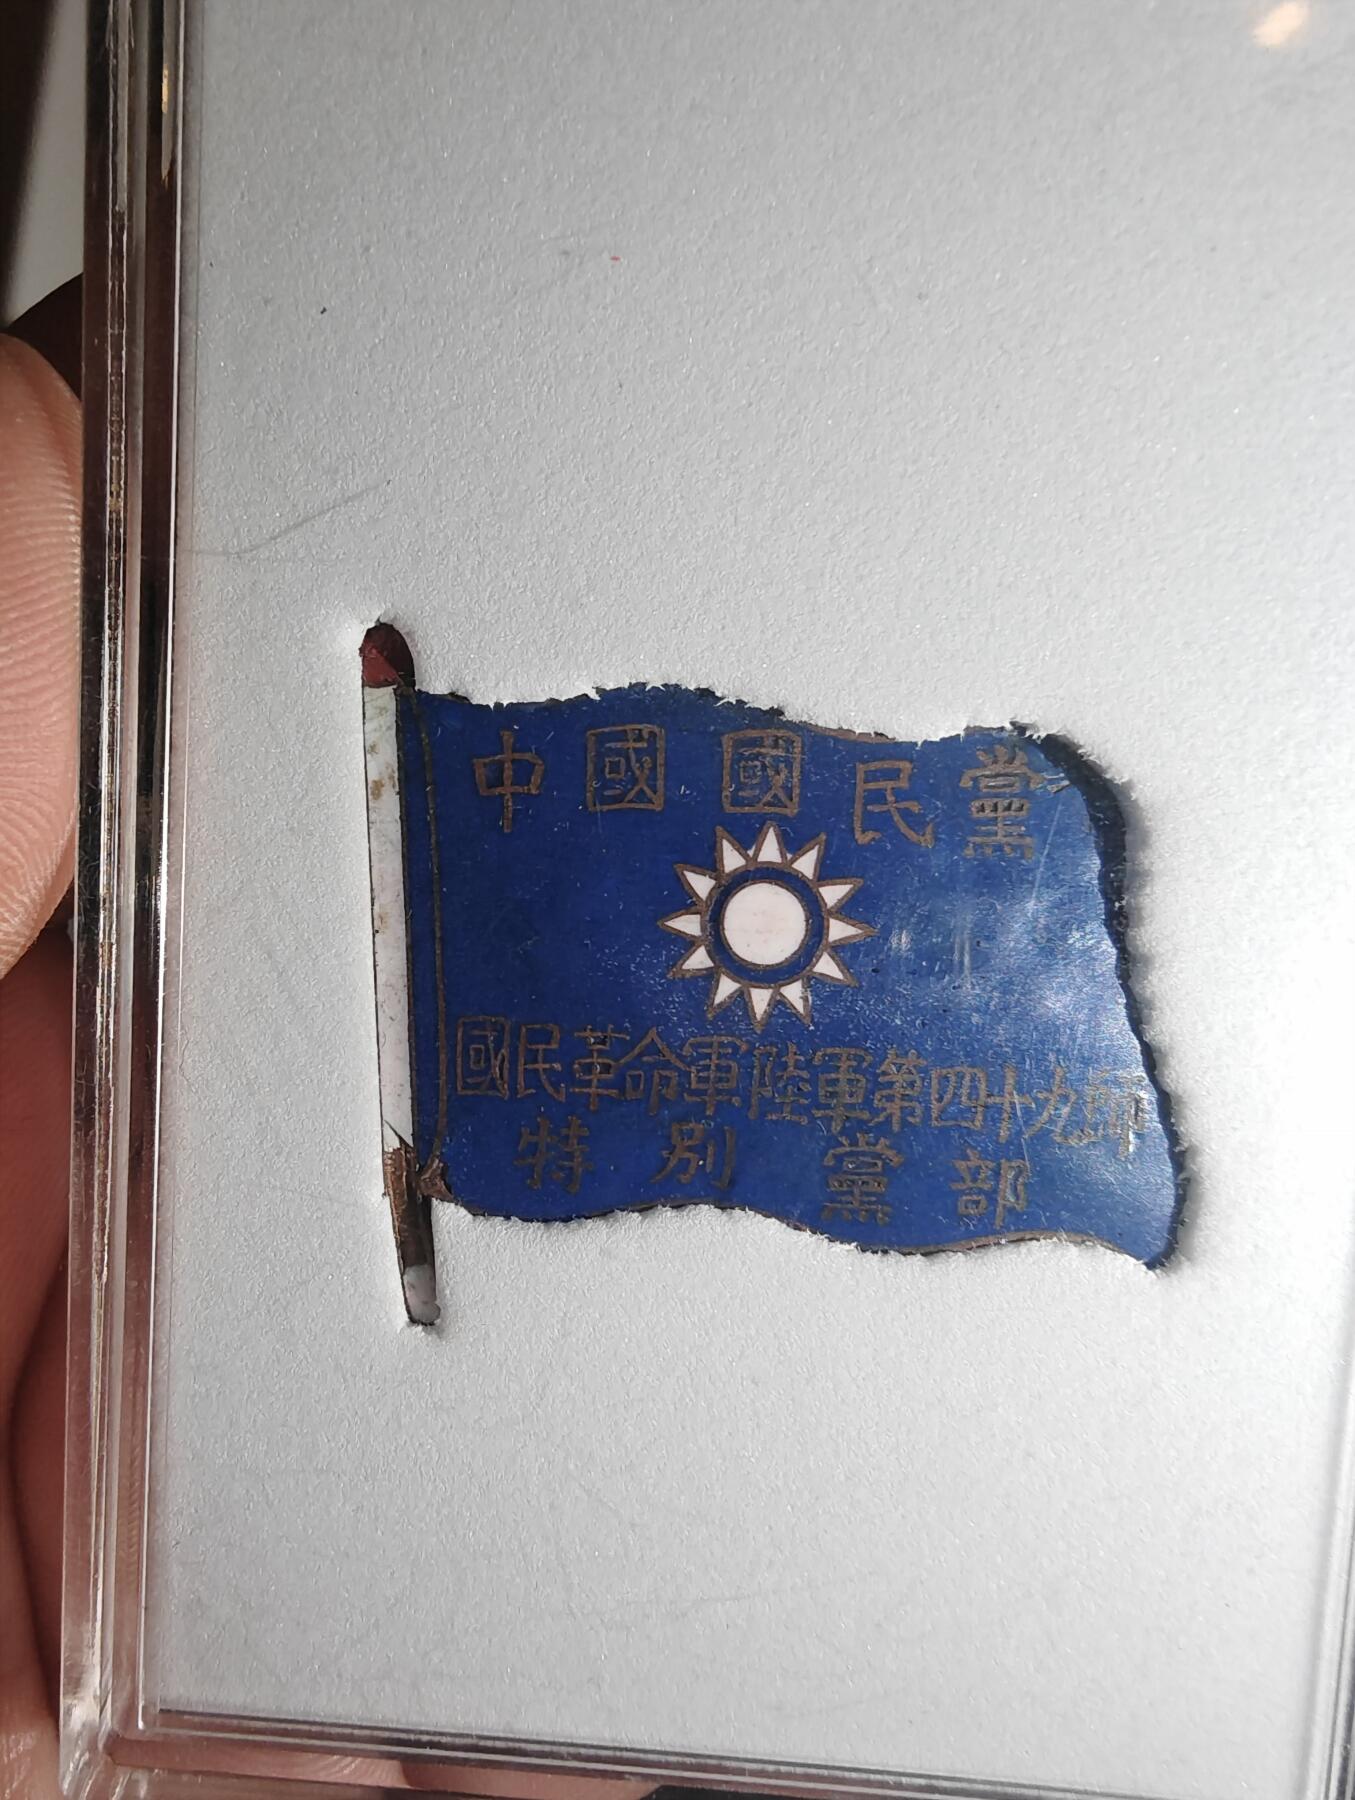 中國國民黨
國民革命軍陸軍第四十九師
特別黨部